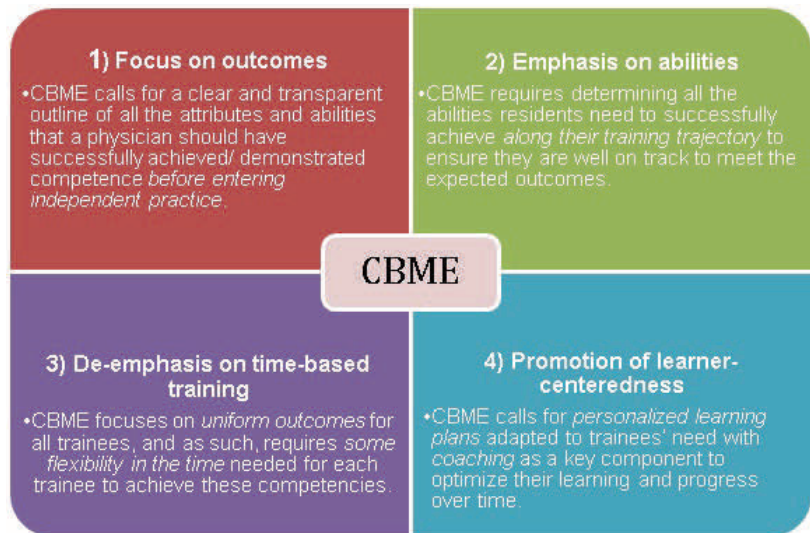 1) Focus on outcomes
•CBME calls for a clear and transparent
outline of all the attributes and abilities
that a physician should have
successfully achieved/ demonstrated
competence before entering
independent practice.
2) Emphasis on abilities
•CBME requires determining all the
abilities residents need to successfully
achieve along their training trajectory to
ensure they are well on track to meet the
expected outcomes.
CBME
3) De-emphasis on time-based
training
•CBME focuses on uniform outcomes for
all trainees, and as such, requires some
flexibility in the time needed for each
trainee to achieve these competencies.
4) Promotion of learner-
centeredness
•CBME calls for personalized learning
plans adapted to trainees' need with
coaching as a key component to
optimize their learning and progress
over time.